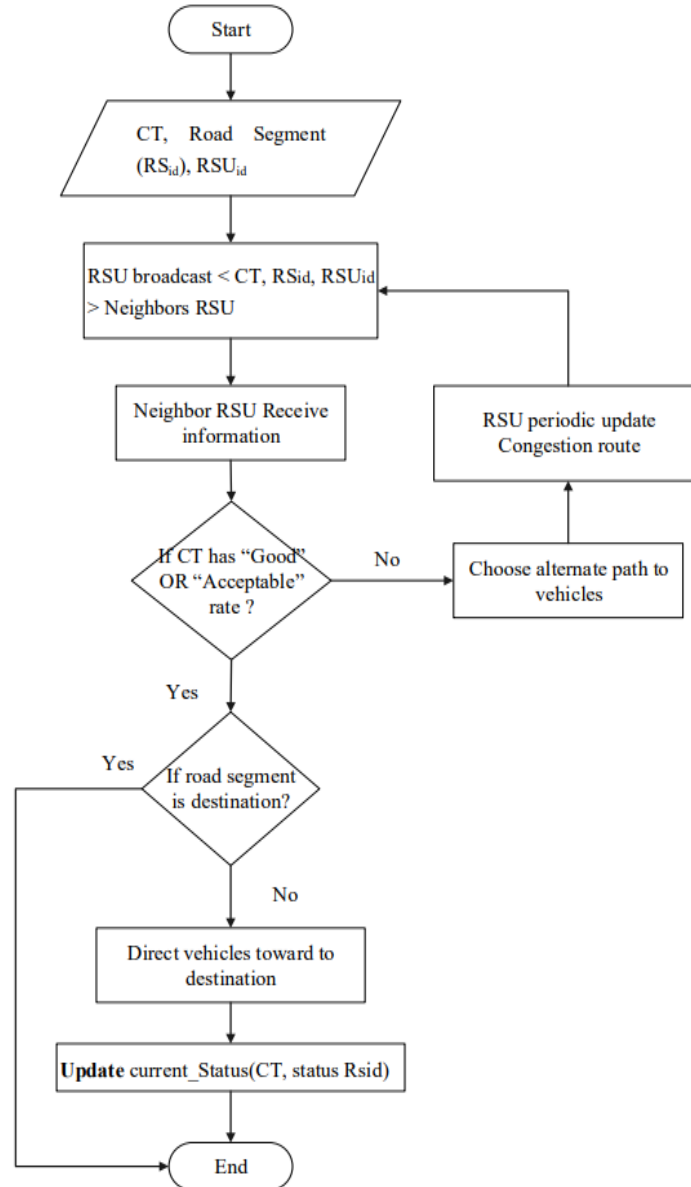 Start
CT, Road Segment
(RSid), RSUid
RSU broadcast < CT, RSid, RSUid
> Neighbors RSU
Neighbor RSU Receive
information
RSU periodic update
Congestion route
If CT has “Good”
OR “Acceptable”
rate ?
No
Choose alternate path to
vehicles
Yes
Yes
If road segment
is destination?
No
Direct vehicles toward to
destination
Update current_Status(CT, status Rsid)
End